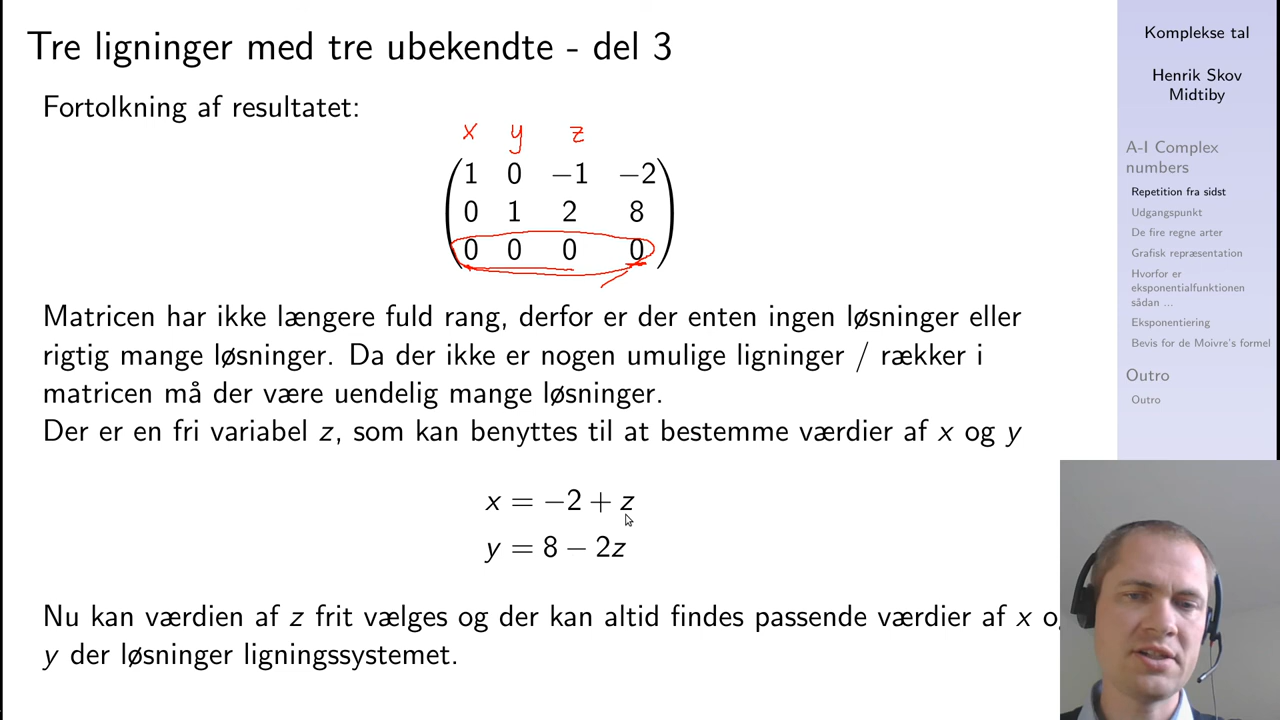 Tre ligninger med tre ubekendte - del 3
Fortolkning af resultatet:
x y z
1 0 −1 −2
0 1 2 8
0 0 0 0
Matricen har ikke længere fuld rang, derfor er der enten ingen løsninger eller
rigtig mange løsninger. Da der ikke er nogen umulige ligninger / rækker i
matricen må der være uendelig mange løsninger.
Der er en fri variabel z, som kan benyttes til at bestemme værdier af x og y
x = −2 + z
y = 8 − 2z
Nu kan værdien af z frit vælges og der kan altid findes passende værdier af x
y der løsninger ligningssystemet.
Komplekse tal
Henrik Skov
Midtiby
A-I Complex
numbers
Repetition fra sidst
Udgangspunkt
De fire regne arter
Grafisk repræsentation
Hvorfor er
eksponentialfunktionen
sådan ...
Eksponentiering
Bevis for de Moivre's formel
Outro
Outro